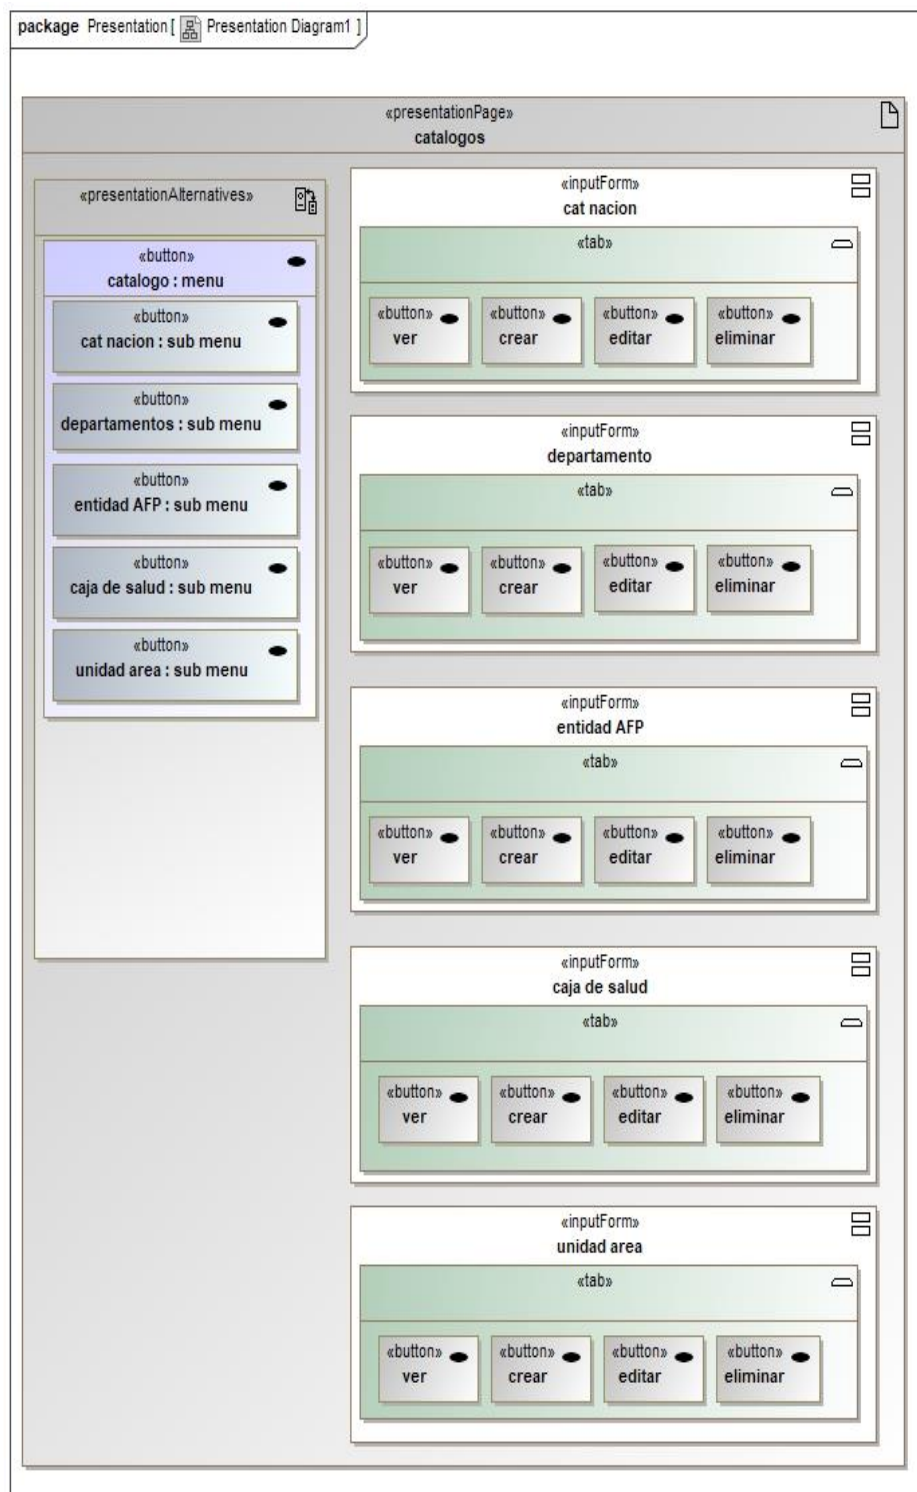 package Presentation [ Presentation Diagram1 ]
«presentationPage»
catalogos
«presentationAlternatives»
«button»
catalogo : menu
«button»
cat nacion : sub menu
«button»
departamentos : sub menu
«button»
entidad AFP : sub menu
«button»
caja de salud : sub menu
«button»
unidad area : sub menu
«inputForm»
cat nacion
«tab»
«button» «button» «button» «button»
ver crear editar eliminar
«inputForm»
departamento
«tab»
«button» «button» «button» «button»
ver crear editar eliminar
«inputForm»
entidad AFP
«tab»
«button» «button» «button» «button»
ver crear editar eliminar
«inputForm»
caja de salud
«tab»
«button» «button» «button» «button»
ver crear editar eliminar
«inputForm»
unidad area
«tab»
«button» «button» «button» «button»
ver crear editar eliminar